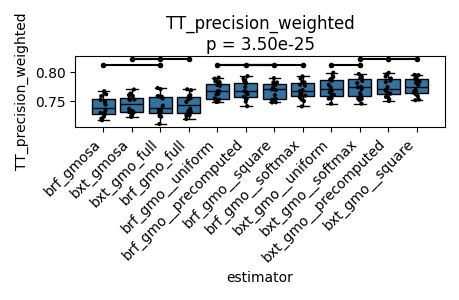 TT_precision_weighted
p = 3.50e-25
TT_precision_weighted
0.80
0.75
brf_gmosa
bxt_gmosa
bxt_gmo_full
brf_gmo_full
brf_gmo__uniform
brf_gmo__precomputed
brf_gmo__square
brf_gmo__softmax
bxt_gmo__uniform
bxt_gmo__softmax
bxt_gmo__precomputed
bxt_gmo__square
estimator